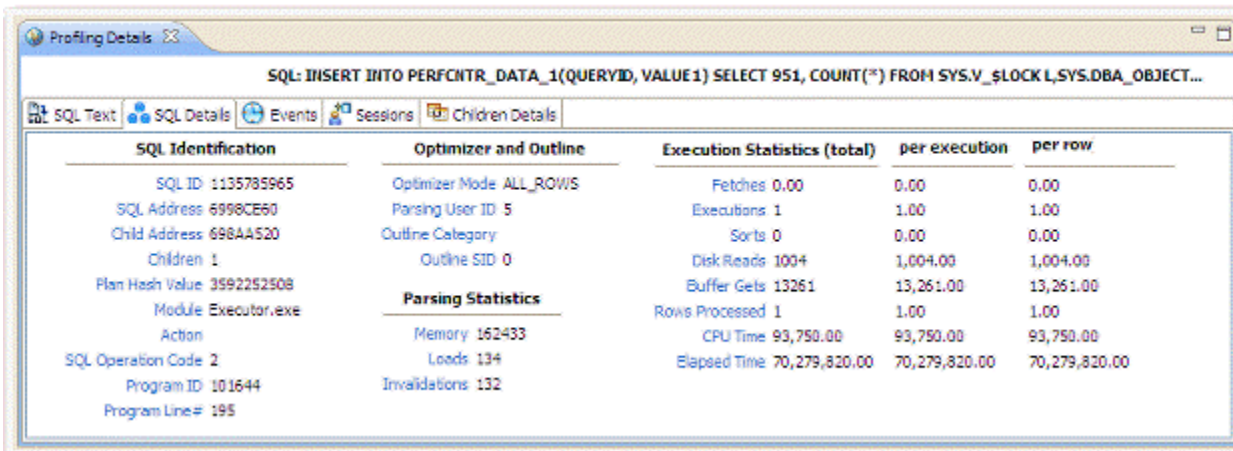 Profiling Details
SQL: INSERT INTO PERFCNTR_DATA_1(QUERYID, VALUE1) SELECT 951, COUNT(*) FROM SYS.V_$LOCK L,SYS.DBA_OBJECT...
SQL Text SQL Details Events Sessions Children Details
SQL Identification
SQL ID 1135785965
SQL Address 6998CE60
Child Address 698AA520
Children 1
Plan Hash Value 3592252508
Module Executor.exe
Action
SQL Operation Code 2
Program ID 101644
Program Line# 195
Optimizer and Outline
Optimizer Mode ALL_ROWS
Parsing User ID 5
Outline Category
Outline SID 0
Parsing Statistics
Memory 162433
Loads 134
Invalidations 132
Execution Statistics (total) per execution per row
Fetches 0.00 0.00 0.00
Executions 1 1.00 1.00
Sorts 0 0.00 0.00
Disk Reads 1004 1,004.00 1,004.00
Buffer Gets 13261 13,261.00 13,261.00
Rows Processed 1 1.00 1.00
CPU Time 93,750.00 93,750.00 93,750.00
Elapsed Time 70,279,820.00 70,279,820.00 70,279,820.00